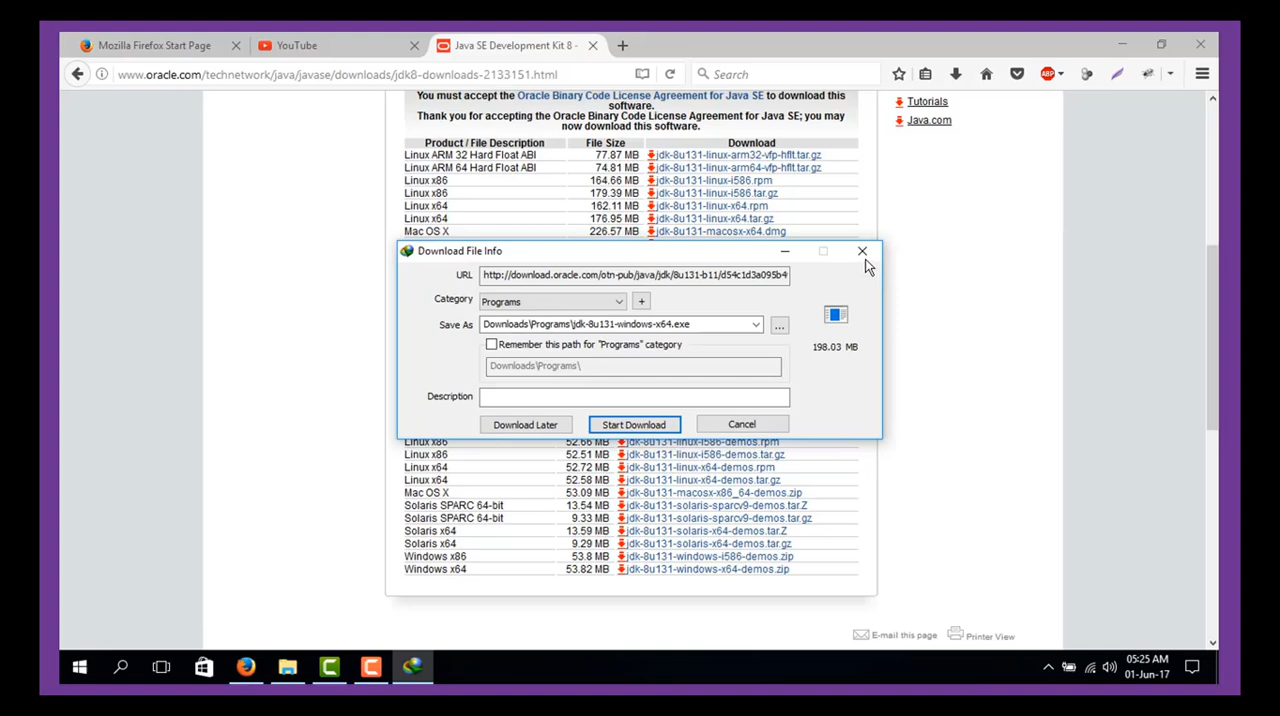 Mozilla Firefox Start Page
YouTube
Java SE Development Kit 8 -
www.oracle.com/technetwork/java/javase/downloads/jdk8-downloads-2133151.html
Search
ABP
You must accept the Oracle Binary Code License Agreement for Java SE to download this
software.
Thank you for accepting the Oracle Binary Code License Agreement for Java SE; you may
now download this software.
Tutorials
Java.com
Product / File Description File Size Download
Linux ARM 32 Hard Float ABI 77.87 MB jdk-8u131-linux-arm32-vfp-hflt.tar.gz
Linux ARM 64 Hard Float ABI 74.81 MB jdk-8u131-linux-arm64-vfp-hflt.tar.gz
Linux x86 164.66 MB jdk-8u131-linux-i586.rpm
Linux x86 179.39 MB jdk-8u131-linux-i586.tar.gz
Linux x64 162.11 MB jdk-8u131-linux-x64.rpm
Linux x64 176.95 MB jdk-8u131-linux-x64.tar.gz
Mac OS X 226.57 MB jdk-8u131-macosx-x64.dmg
Download File Info
URL http://download.oracle.com/otn-pub/java/jdk/8u131-b11/d54c1d3a095b4
Category Programs +
Save As Downloads\Programs\jdk-8u131-windows-x64.exe ...
Remember this path for "Programs" category
198.03 MB
Downloads\Programs\
Description
Download Later Start Download Cancel
Linux x86 52.66 MB jdk-8u131-linux-i586-demos.rpm
Linux x86 52.51 MB jdk-8u131-linux-i586-demos.tar.gz
Linux x64 52.72 MB jdk-8u131-linux-x64-demos.rpm
Linux x64 52.58 MB jdk-8u131-linux-x64-demos.tar.gz
Mac OS X 53.09 MB jdk-8u131-macosx-x86_64-demos.zip
Solaris SPARC 64-bit 13.54 MB jdk-8u131-solaris-sparcv9-demos.tar.Z
Solaris SPARC 64-bit 9.33 MB jdk-8u131-solaris-sparcv9-demos.tar.gz
Solaris x64 13.59 MB jdk-8u131-solaris-x64-demos.tar.Z
Solaris x64 9.29 MB jdk-8u131-solaris-x64-demos.tar.gz
Windows x86 53.8 MB jdk-8u131-windows-i586-demos.zip
Windows x64 53.82 MB jdk-8u131-windows-x64-demos.zip
E-mail this page Printer View
05:25 AM
01-Jun-17